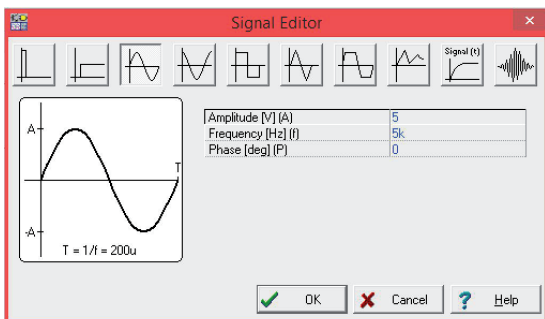 Signal Editor
Signal (t)
A
T
-A
T = 1/f = 200u
Amplitude [V] (A) 5
Frequency [Hz] (f) 5k
Phase [deg] (P) 0
OK Cancel ? Help